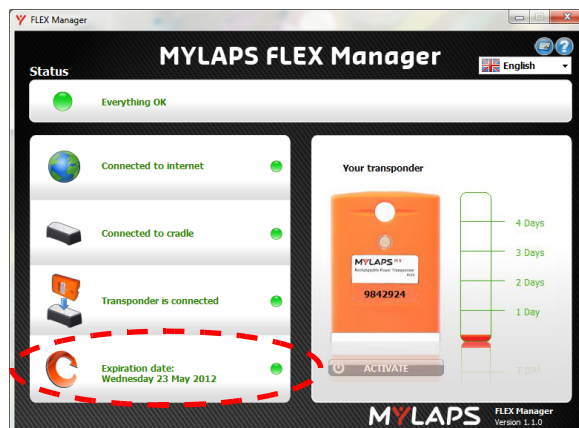 FLEX Manager
MYLAPS FLEX Manager
Status
English
Everything OK
Connected to internet
Connected to cradle
Transponder is connected
Expiration date:
Wednesday 23 May 2012
Your transponder
MYLAPS
Rechargeable Power Transponder
9842924
4 Days
3 Days
2 Days
1 Day
ACTIVATE
MYLAPS
FLEX Manager
Version 1.1.0